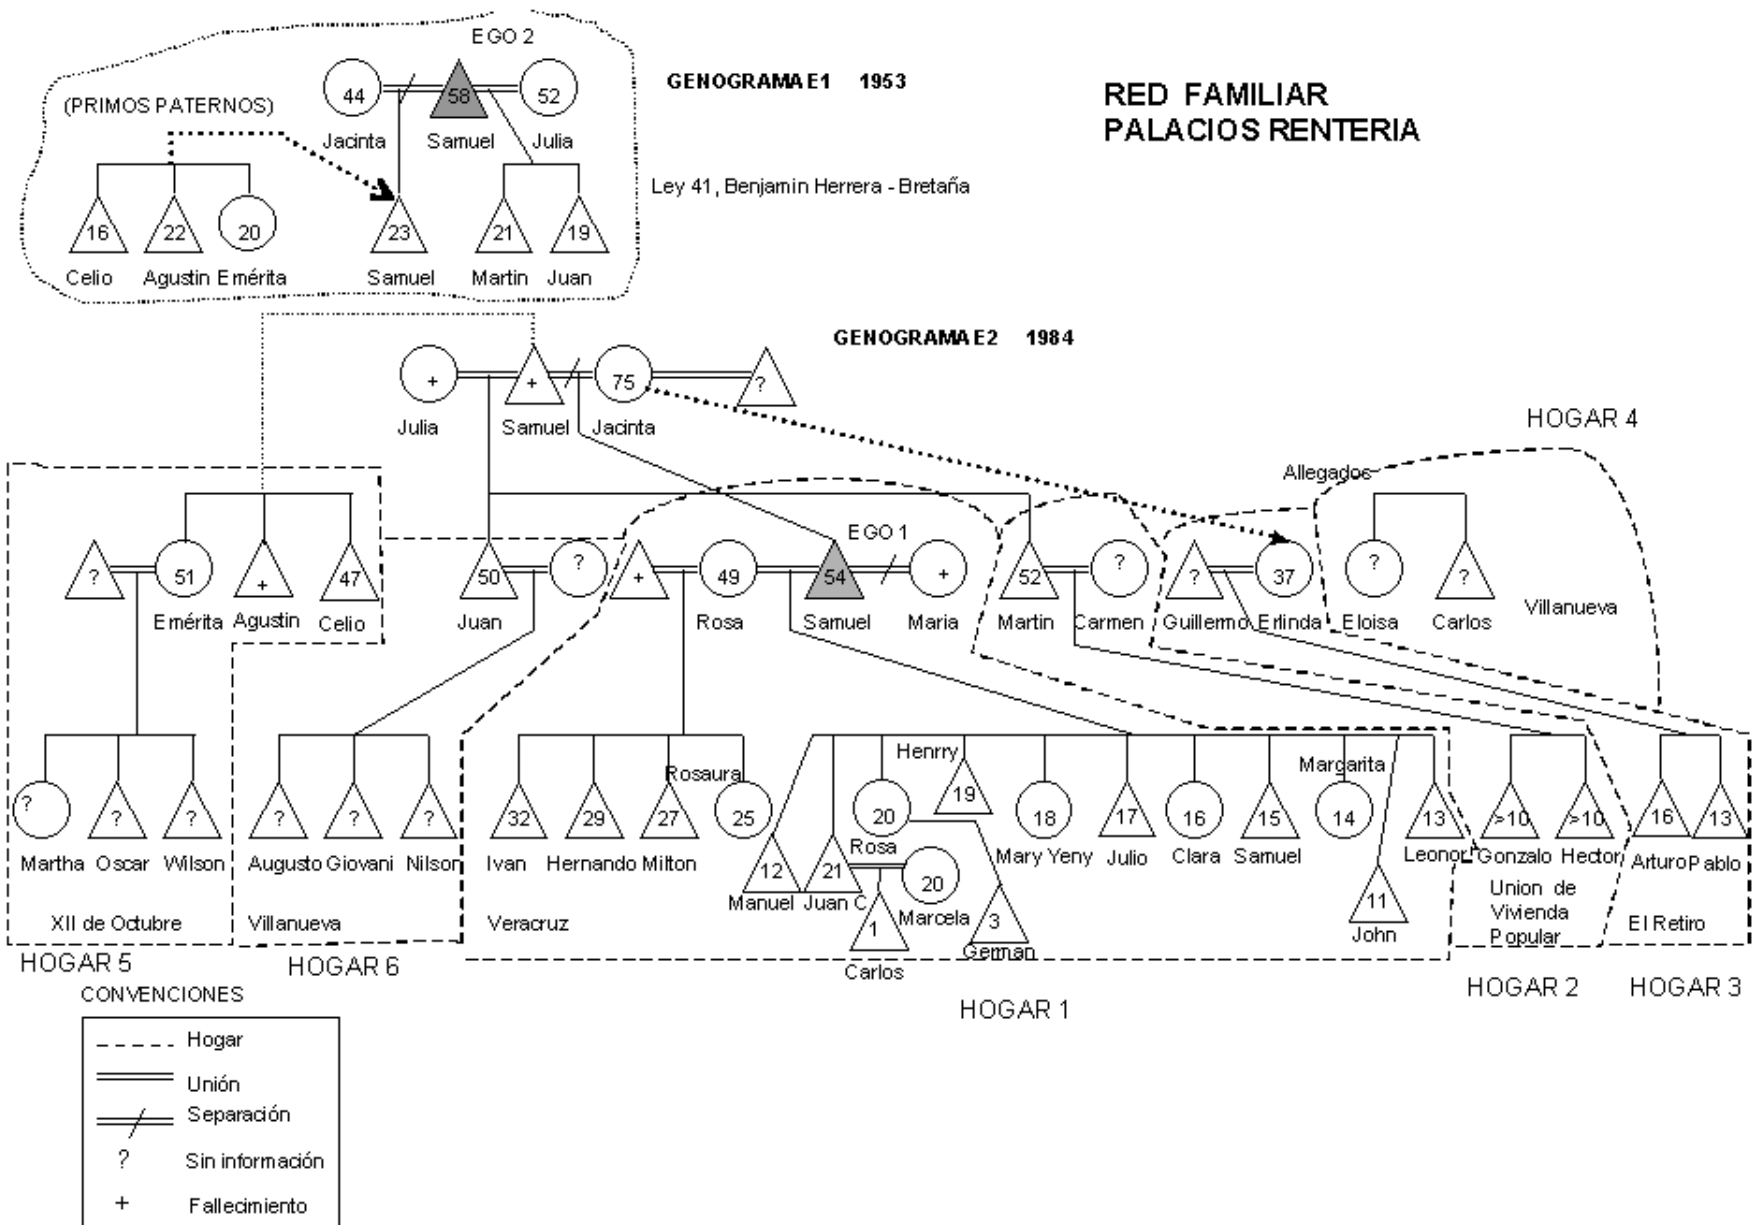 EGO 2
GENOGRAMA E1 1953
RED FAMILIAR
PALACIOS RENTERIA
(PRIMOS PATERNOS)
44 58 52
Jacinta Samuel Julia
Ley 41, Benjamin Herrera - Bretaña
16 22 20 23 21 19
Celio Agustin Emérita Samuel Martin Juan
GENOGRAMA E2 1984
+ + 75 ?
Julia Samuel Jacinta
HOGAR 4
Allegados
EGO 1
? 51 + 47 50 ? + 49 54 + 52 ? ? 37 ? ?
Emérita Agustin Celio Juan Rosa Samuel Maria Martin Carmen Guillermo Erlinda Eloisa Carlos Villanueva
Henrry
Rosaura Margarita
? ? ? ? ? ? 32 29 27 25 20 19 18 17 16 15 14 13 >10 >10 16 13
Martha Oscar Wilson Augusto Giovani Nilson Ivan Hernando Milton Rosa Mary Yeny Julio Clara Samuel Leonor Gonzalo Hector Arturo Pablo
12 21 20 11
Manuel Juan C Marcela John
1 3
Carlos German
XII de Octubre Villanueva Veracruz
Union de
Vivienda
Popular
El Retiro
HOGAR 5 HOGAR 6 HOGAR 1 HOGAR 2 HOGAR 3
CONVENCIONES
Hogar
Unión
Separación
? Sin información
+ Fallecimiento